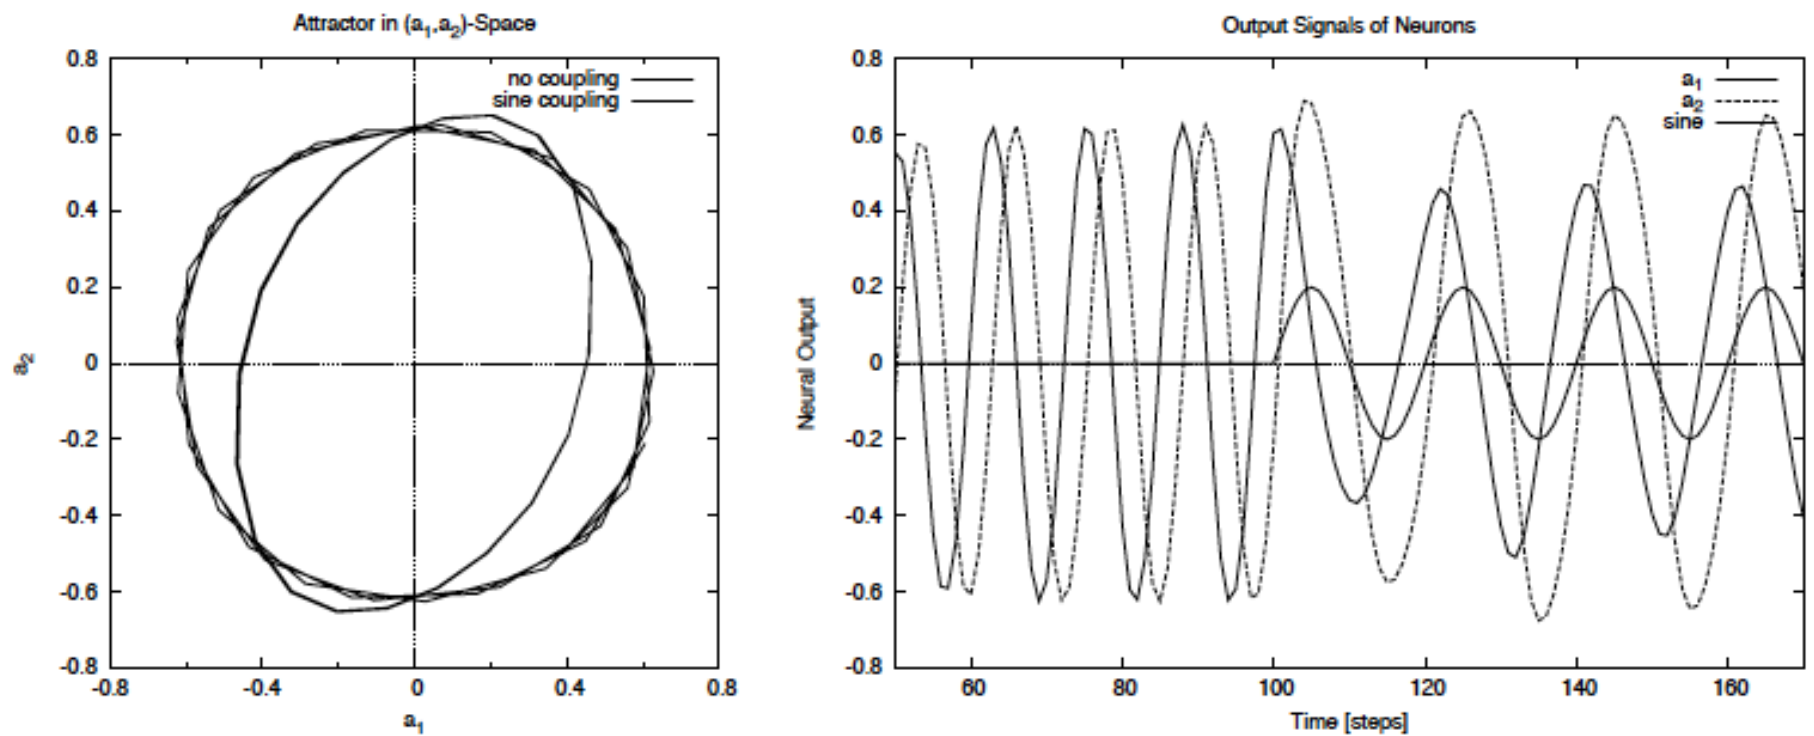 Attractor in (a₁,a₂)-Space
no coupling
sine coupling
0.8
0.6
0.4
0.2
0
-0.2
-0.4
-0.6
-0.8
a₂
-0.8
-0.4
0
0.4
0.8
a₁
Output Signals of Neurons
a₁
a₂
sine
0.8
0.6
0.4
0.2
0
-0.2
-0.4
-0.6
-0.8
Neural Output
60
80
100
120
140
160
Time [steps]